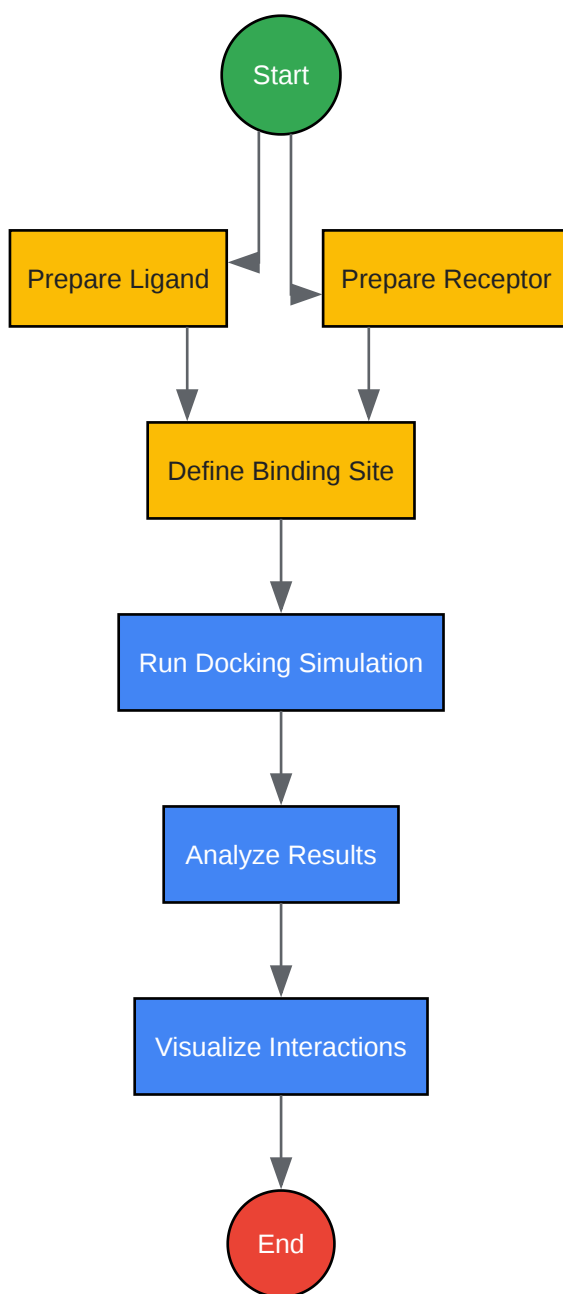 Start
Prepare Ligand
Prepare Receptor
Define Binding Site
Run Docking Simulation
Analyze Results
Visualize Interactions
End